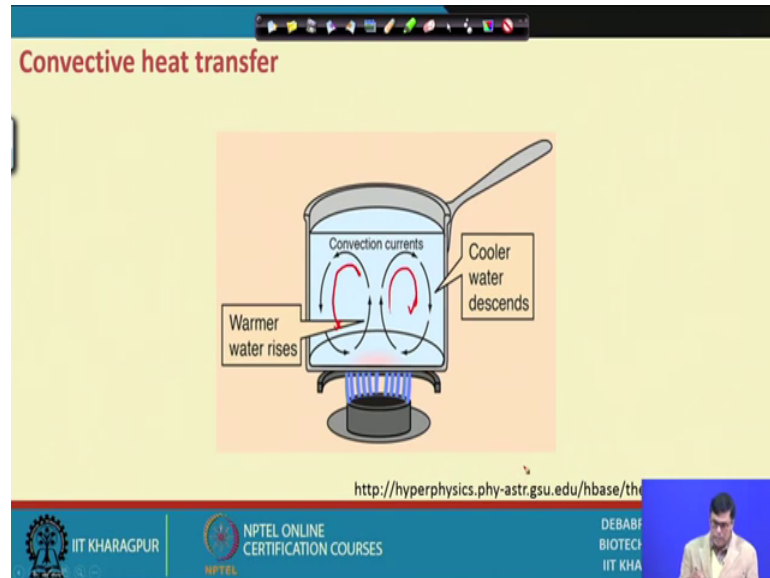 Convective heat transfer
Convection currents
Cooler
water
descends
Warmer
water rises
http://hyperphysics.phy-astr.gsu.edu/hbase/the
IIT KHARAGPUR
NPTEL
NPTEL ONLINE
CERTIFICATION COURSES
DEBABR
BIOTECH
IIT KHA